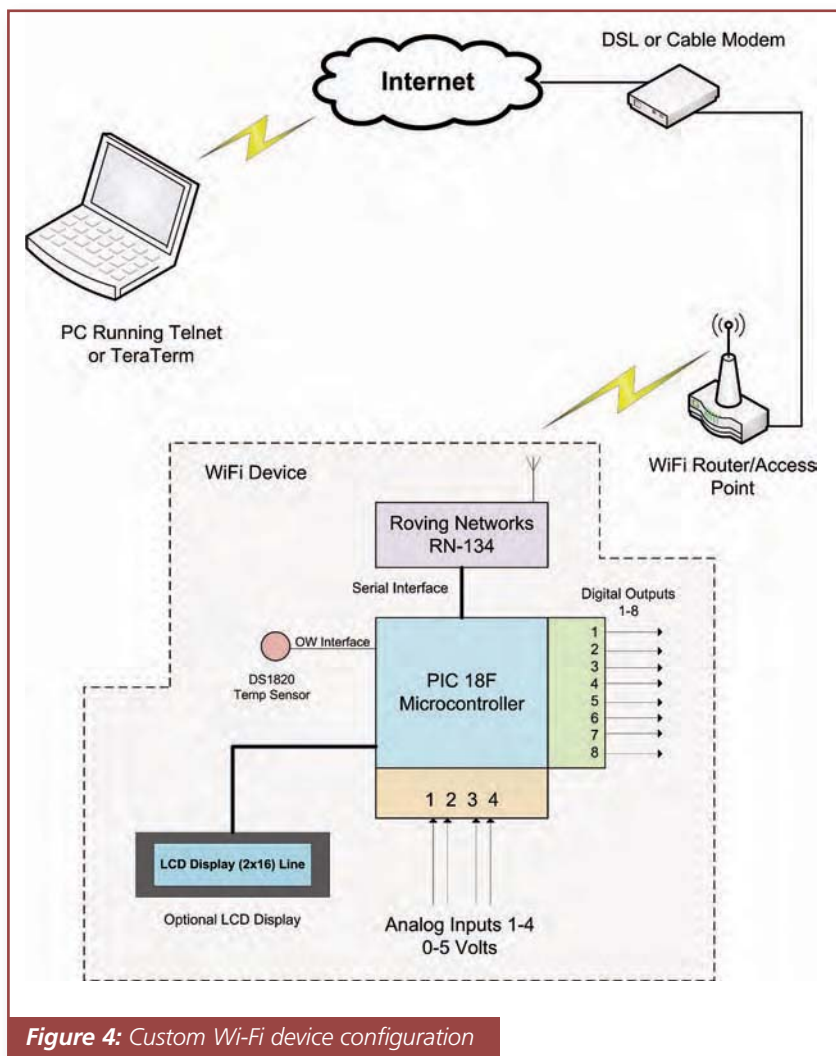 DSL or Cable Modem
Internet
PC Running Telnet
or TeraTerm
WiFi Router/Access
Point
WiFi Device
Roving Networks
RN-134
Serial Interface
Digital Outputs
1-8
OW Interface
DS1820
Temp Sensor
PIC 18F
Microcontroller
1
2
3
4
5
6
7
8
1 2 3 4
LCD Display (2x16) Line
Optional LCD Display
Analog Inputs 1-4
0-5 Volts
Figure 4: Custom Wi-Fi device configuration